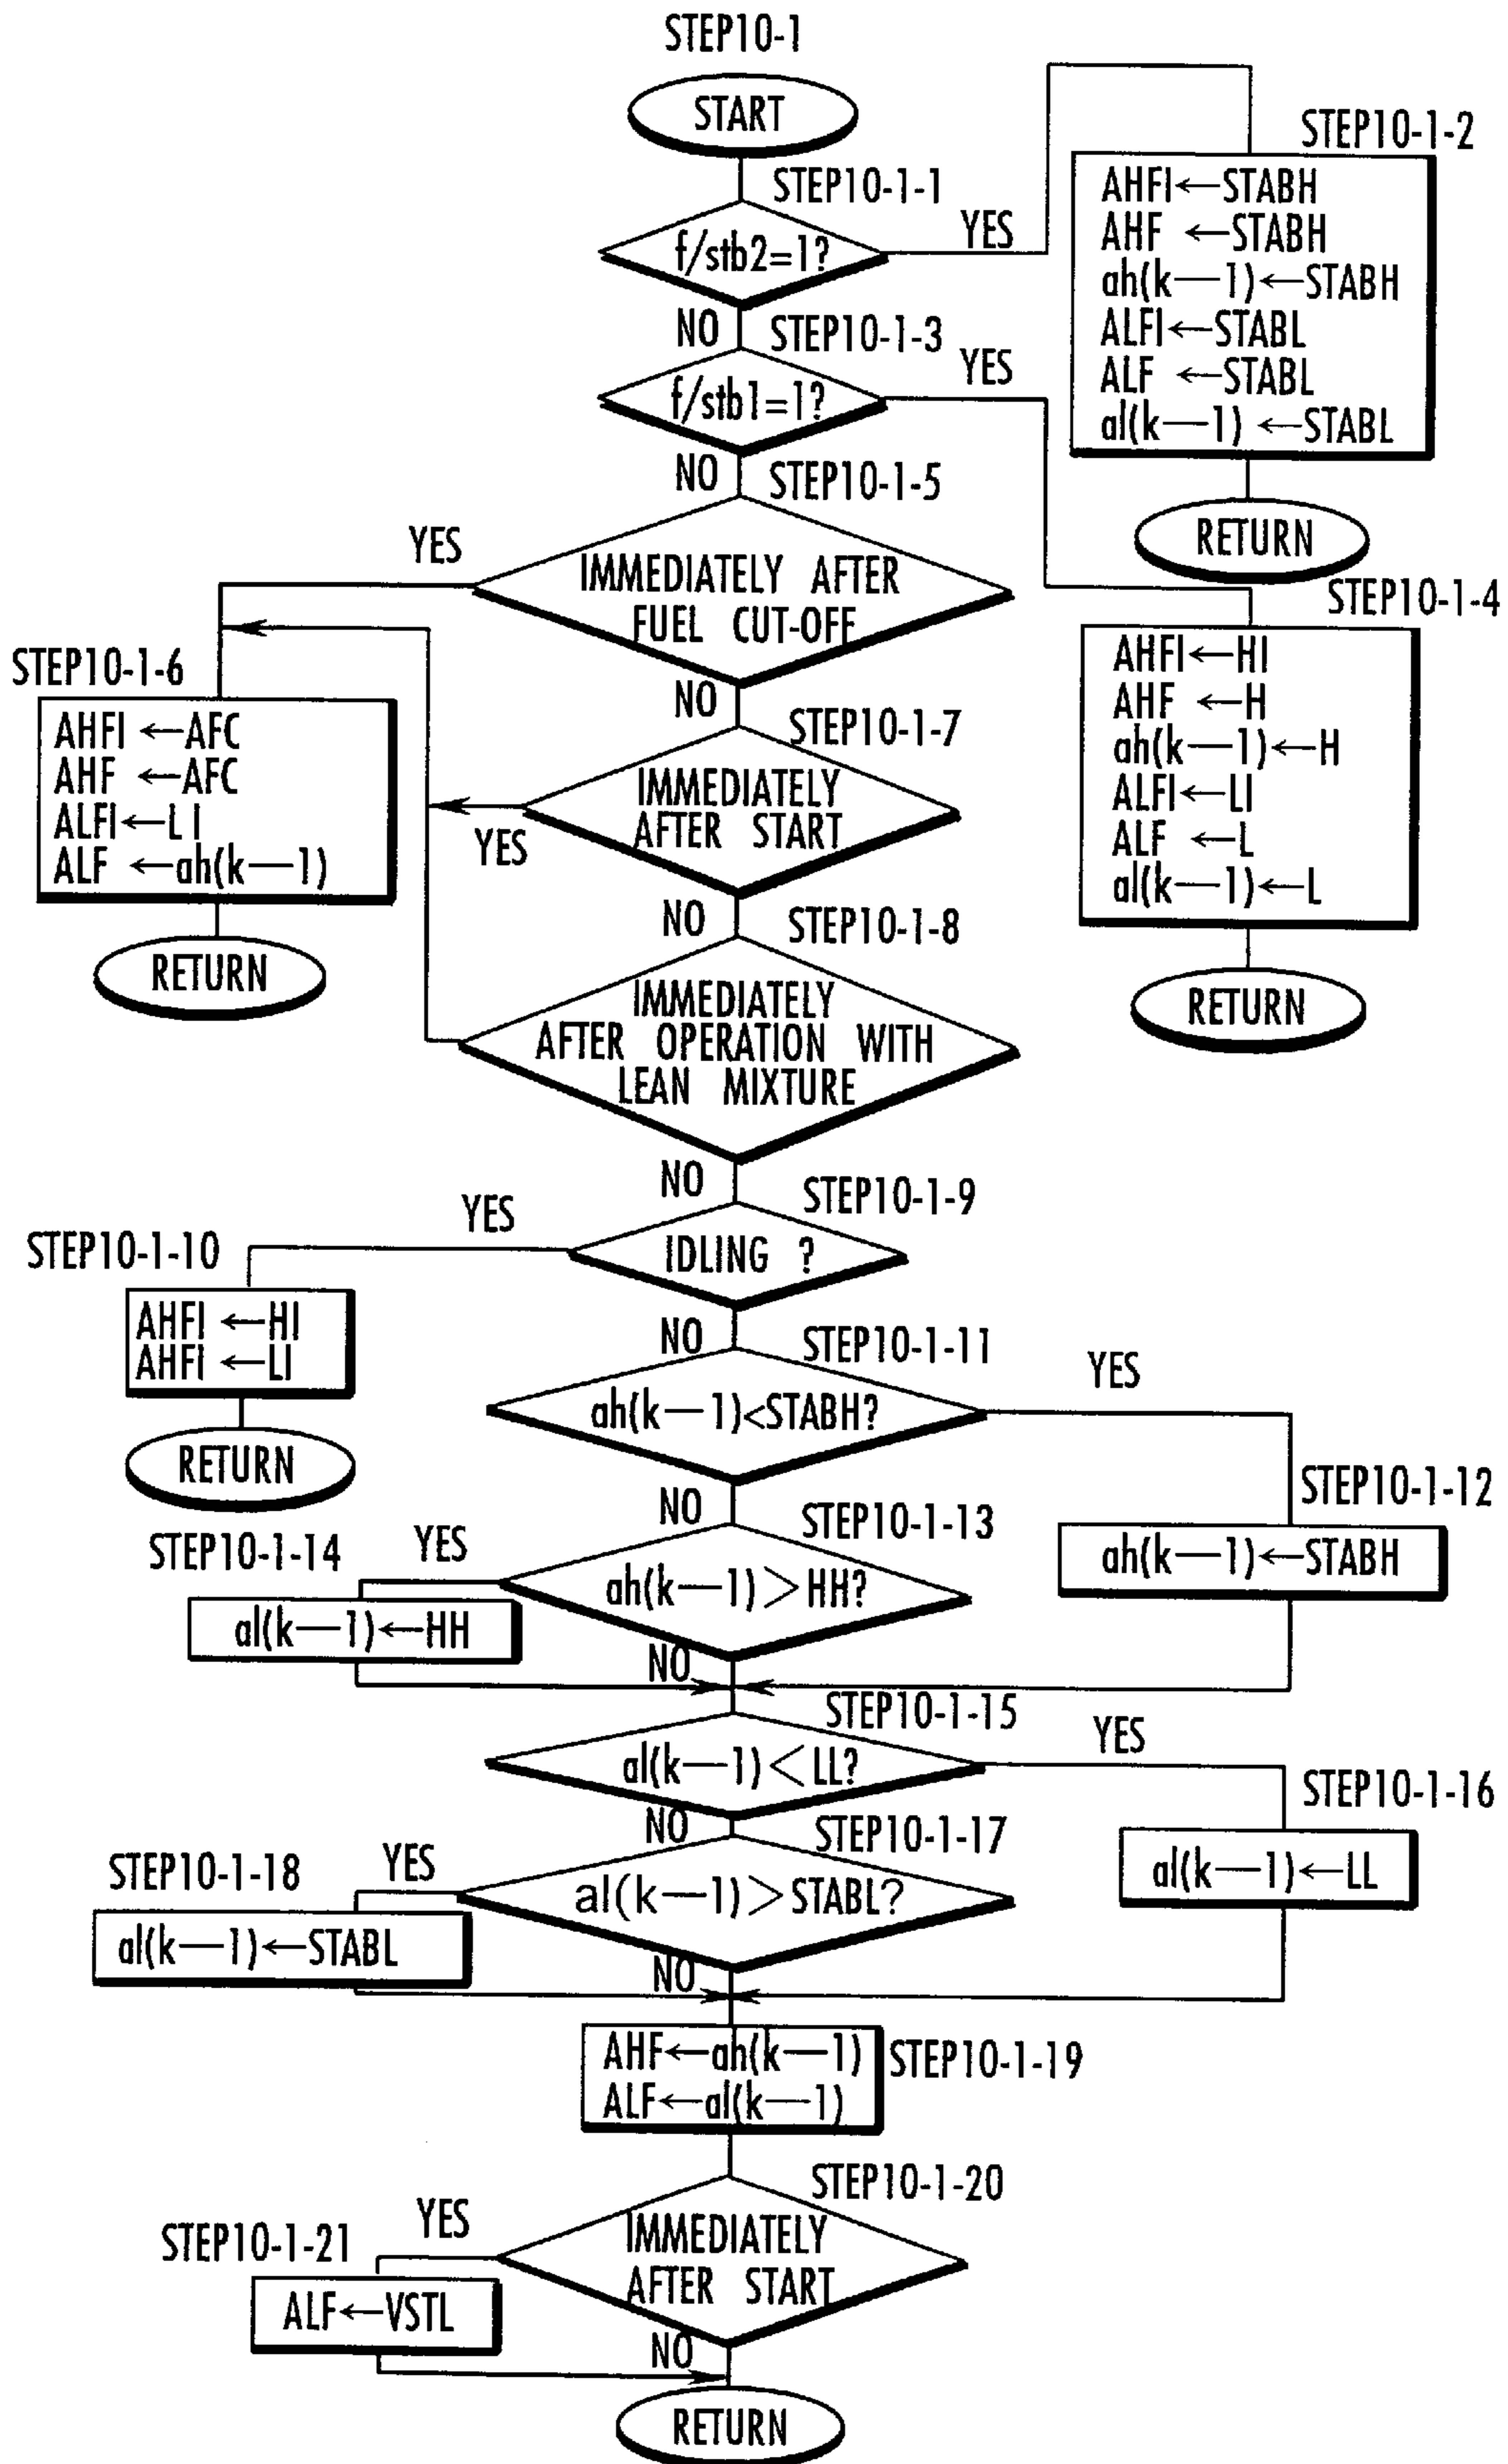 STEP10-1
START
STEP10-1-1
f/stb2=1?
YES
STEP10-1-2
AHFI←STABH
AHF ←STABH
ah(k—1)←STABH
ALFI←STABL
ALF ←STABL
al(k—1) ←STABL
RETURN
NO
STEP10-1-3
f/stb1=1?
YES
STEP10-1-4
AHFI←HI
AHF ←H
ah(k—1)←H
ALFI←LI
ALF ←L
al(k—1)←L
RETURN
NO
STEP10-1-5
IMMEDIATELY AFTER
FUEL CUT-OFF
YES
STEP10-1-6
AHFI ←AFC
AHF ←AFC
ALFI←LI
ALF ←ah(k—1)
RETURN
NO
STEP10-1-7
IMMEDIATELY
AFTER START
YES
NO
STEP10-1-8
IMMEDIATELY
AFTER OPERATION WITH
LEAN MIXTURE
NO
STEP10-1-9
IDLING ?
YES
STEP10-1-10
AHFI ←HI
AHFI ←LI
RETURN
NO
STEP10-1-11
ah(k—1)<STABH?
YES
STEP10-1-12
ah(k—1)←STABH
NO
STEP10-1-13
ah(k—1)>HH?
YES
STEP10-1-14
al(k—1)←HH
NO
STEP10-1-15
al(k—1)<LL?
YES
STEP10-1-16
al(k—1)←LL
NO
STEP10-1-17
al(k—1)>STABL?
YES
STEP10-1-18
al(k—1)←STABL
NO
AHF←ah(k—1)
ALF←al(k—1)
STEP10-1-19
STEP10-1-20
IMMEDIATELY
AFTER START
YES
STEP10-1-21
ALF←VSTL
NO
RETURN